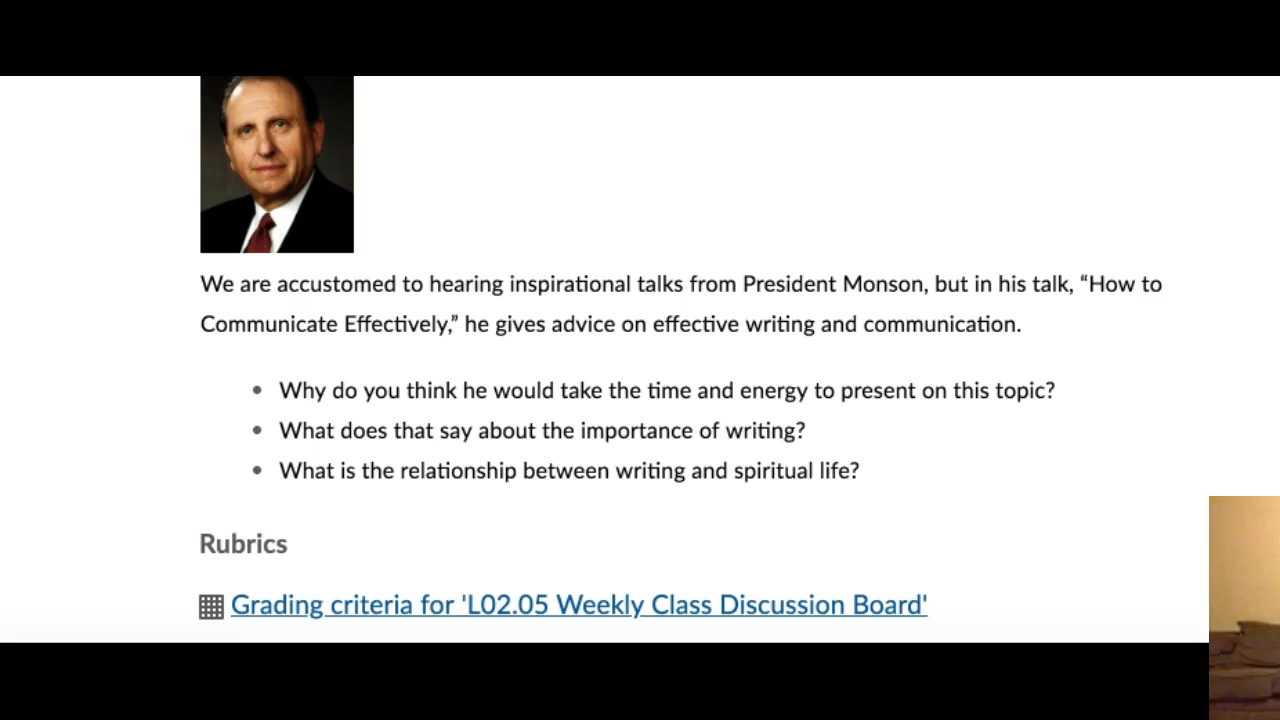 We are accustomed to hearing inspirational talks from President Monson, but in his talk, “How to
Communicate Effectively,” he gives advice on effective writing and communication.
• Why do you think he would take the time and energy to present on this topic?
• What does that say about the importance of writing?
• What is the relationship between writing and spiritual life?
Rubrics
Grading criteria for 'L02.05 Weekly Class Discussion Board'